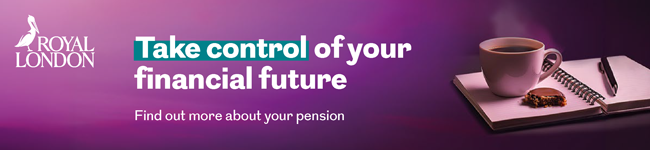 ROYAL
LONDON
Take control of your
financial future
Find out more about your pension